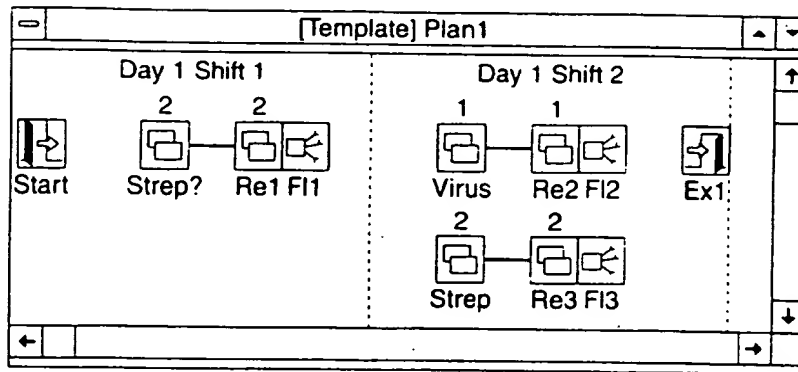 [Template] Plan1
Day 1 Shift 1
Day 1 Shift 2
2 2
1 1
Start
Strep?
Re1 Fl1
Virus
Re2 Fl2
Ex1
2 2
Strep
Re3 Fl3